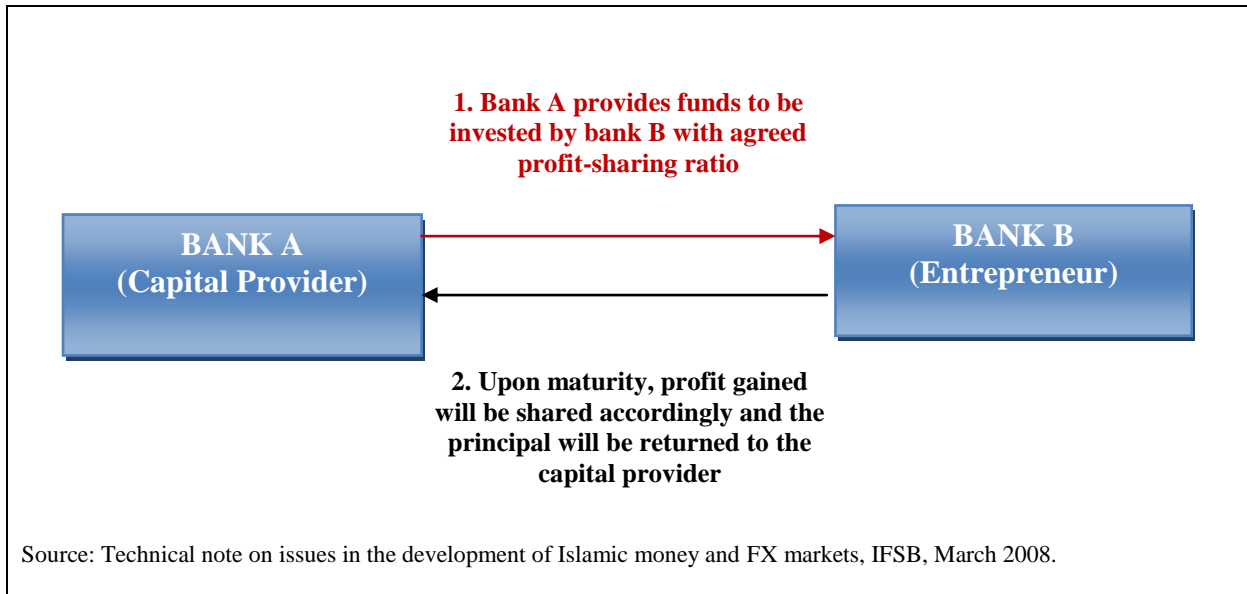 1. Bank A provides funds to be
invested by bank B with agreed
profit-sharing ratio
BANK A
(Capital Provider)
BANK B
(Entrepreneur)
2. Upon maturity, profit gained
will be shared accordingly and the
principal will be returned to the
capital provider
Source: Technical note on issues in the development of Islamic money and FX markets, IFSB, March 2008.